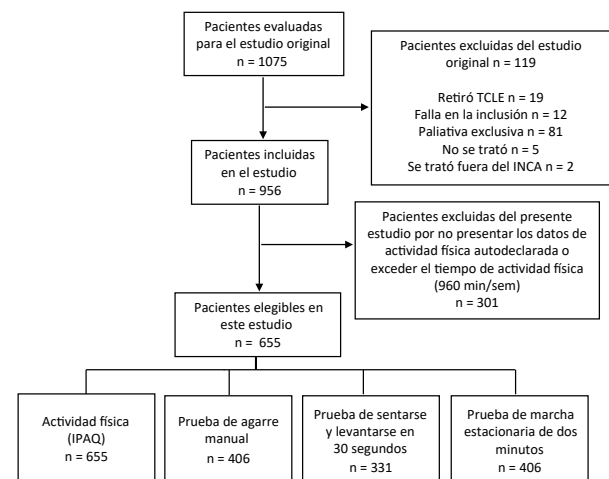 Pacientes evaluadas
para el estudio original
n = 1075
Pacientes excluidas del estudio
original n = 119
Retiró TCLE n = 19
Falla en la inclusión n = 12
Paliativa exclusiva n = 81
No se trató n = 5
Se trató fuera del INCA n = 2
Pacientes incluidas
en el estudio
n = 956
Pacientes excluidas del presente
estudio por no presentar los datos de
actividad física autodeclarada o
exceder el tiempo de actividad física
(960 min/sem)
n = 301
Pacientes elegibles en
este estudio
n = 655
Actividad física
(IPAQ)
n = 655
Prueba de agarre
manual
n = 406
Prueba de sentarse
y levantarse en
30 segundos
n = 331
Prueba de marcha
estacionaria de dos
minutos
n = 406